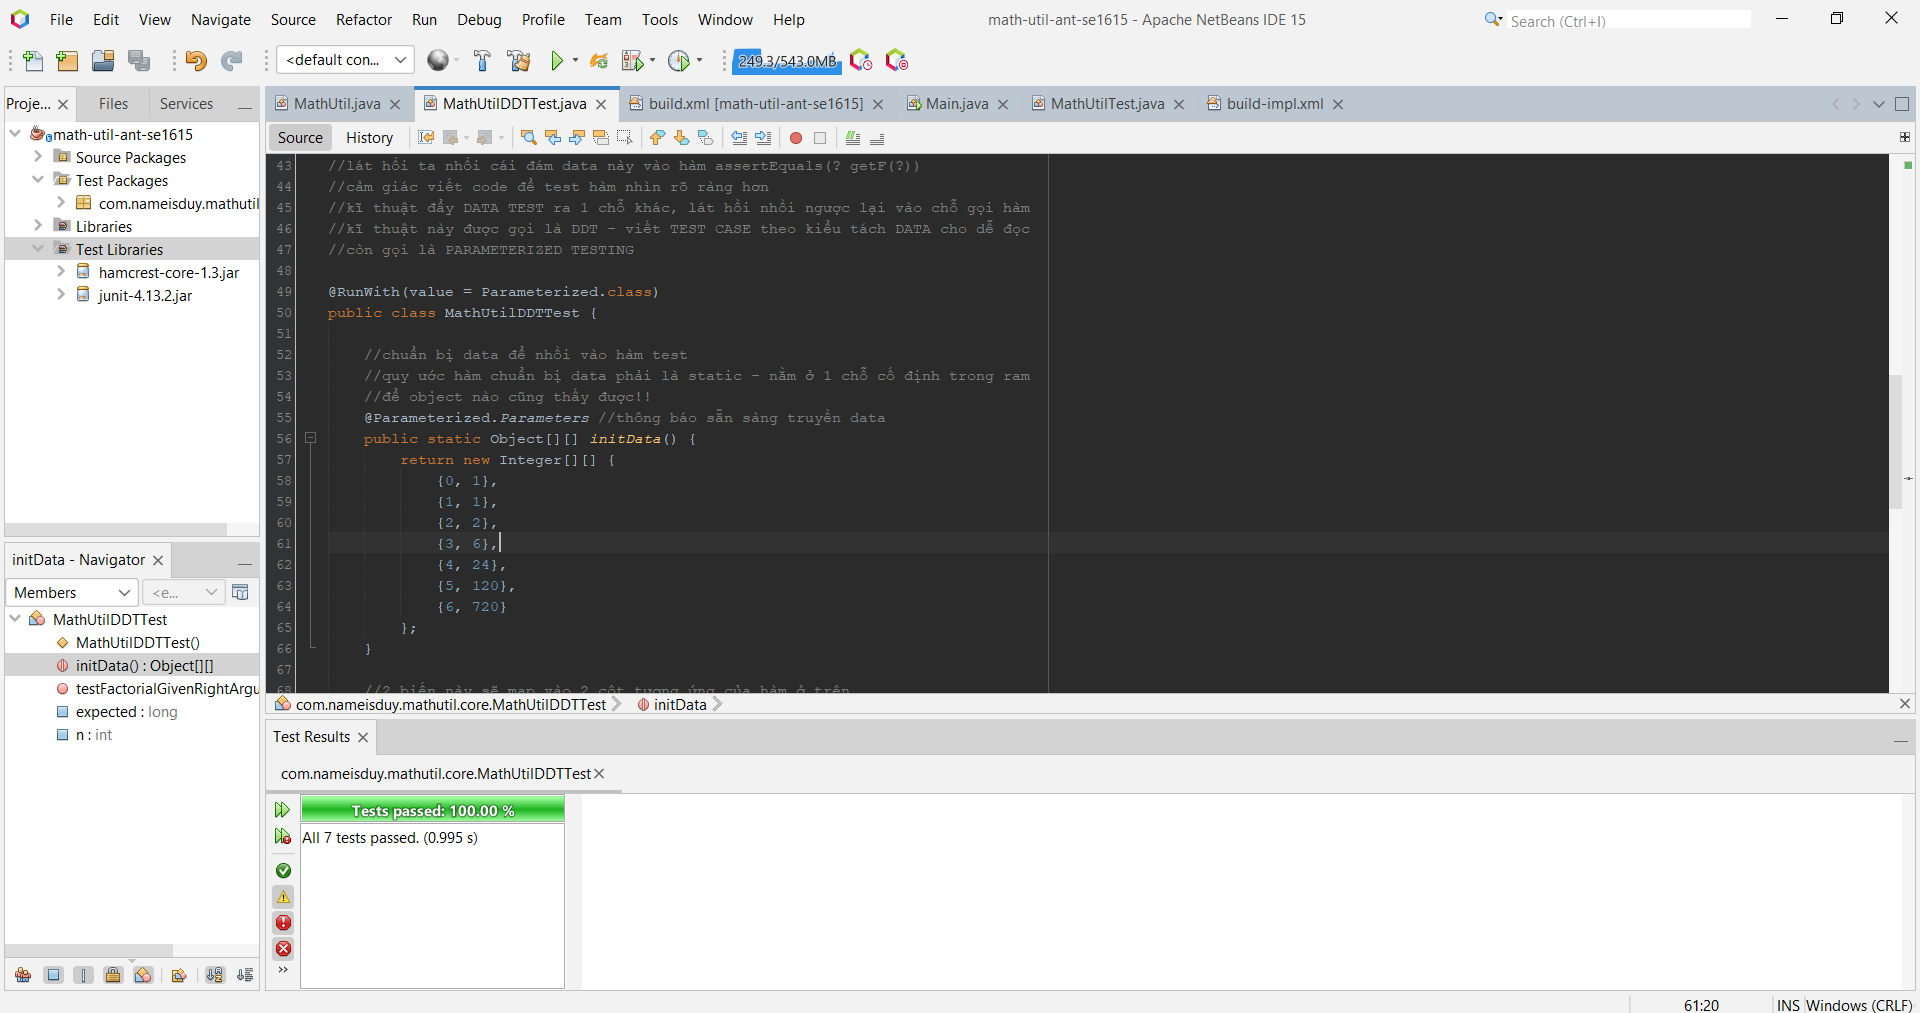 File Edit View Navigate Source Refactor Run Debug Profile Team Tools Window Help
math-util-ant-se1615 - Apache NetBeans IDE 15
Search (Ctrl+I)
<default con...
249.3/543.0MB
Proje... Files Services
MathUtil.java MathUtilDDTTest.java build.xml [math-util-ant-se1615] Main.java MathUtilTest.java build-impl.xml
Source History
math-util-ant-se1615
Source Packages
Test Packages
com.nameisduy.mathutil
Libraries
Test Libraries
hamcrest-core-1.3.jar
junit-4.13.2.jar
43 //lát hồi ta nhồi cái đám data này vào hàm assertEquals(? getF(?))
44 //cảm giác viết code để test hàm nhìn rõ ràng hơn
45 //kĩ thuật đẩy DATA TEST ra 1 chỗ khác, lát hồi nhồi ngược lại vào chỗ gọi hàm
46 //kĩ thuật này được gọi là DDT - viết TEST CASE theo kiểu tách DATA cho dễ đọc
47 //còn gọi là PARAMETERIZED TESTING
48
49 @RunWith(value = Parameterized.class)
50 public class MathUtilDDTTest {
51
52 //chuẩn bị data để nhồi vào hàm test
53 //quy ước hàm chuẩn bị data phải là static - nằm ở 1 chỗ cố định trong ram
54 //để object nào cũng thấy được!!
55 @Parameterized.Parameters //thông báo sẵn sàng truyền data
56 public static Object[][] initData() {
57 return new Integer[][] {
58 {0, 1},
59 {1, 1},
60 {2, 2},
61 {3, 6},
62 {4, 24},
63 {5, 120},
64 {6, 720}
65 };
66 }
67
68 //2 biến này sẽ map vào 2 cột tương ứng của hàm ở trên
com.nameisduy.mathutil.core.MathUtilDDTTest initData
initData - Navigator
Members <e...
MathUtilDDTTest
MathUtilDDTTest()
initData() : Object[][]
testFactorialGivenRightArgu
expected : long
n : int
Test Results
com.nameisduy.mathutil.core.MathUtilDDTTest
Tests passed: 100.00 %
All 7 tests passed. (0.995 s)
61:20 INS Windows (CRLF)